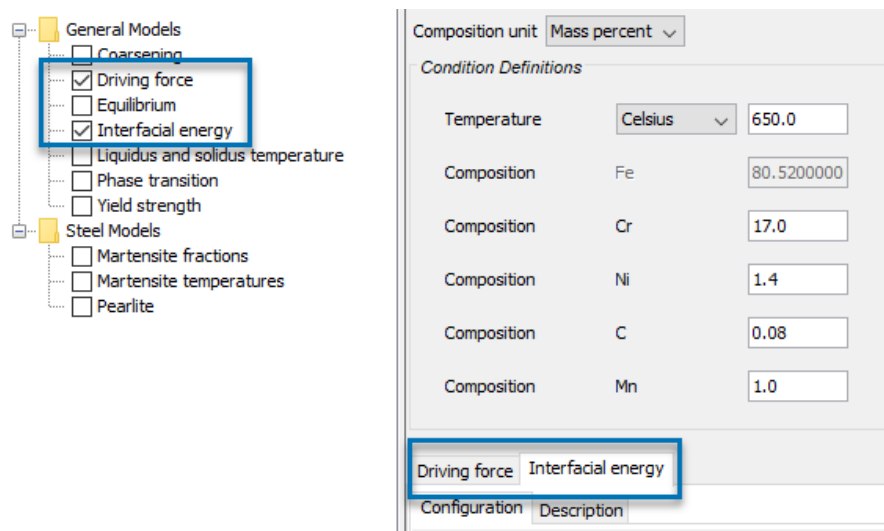 General Models
Coarsening
Driving force
Equilibrium
Interfacial energy
Liquidus and solidus temperature
Phase transition
Yield strength
Steel Models
Martensite fractions
Martensite temperatures
Pearlite
Composition unit Mass percent
Condition Definitions
Temperature Celsius 650.0
Composition Fe 80.5200000
Composition Cr 17.0
Composition Ni 1.4
Composition C 0.08
Composition Mn 1.0
Driving force Interfacial energy
Configuration Description